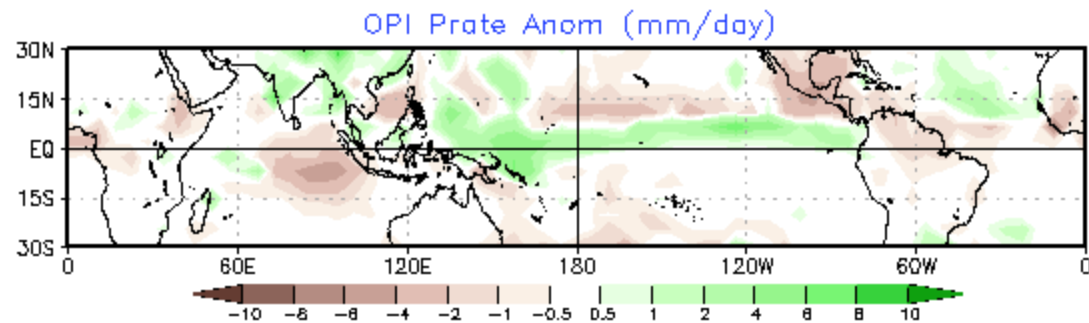 OPI Prate Anom (mm/day)
30N
15N
EQ
15S
30S
0 60E 120E 180 120W 60W 0
-10 -8 -6 -4 -2 -1 -0.5 0.5 1 2 4 6 8 10